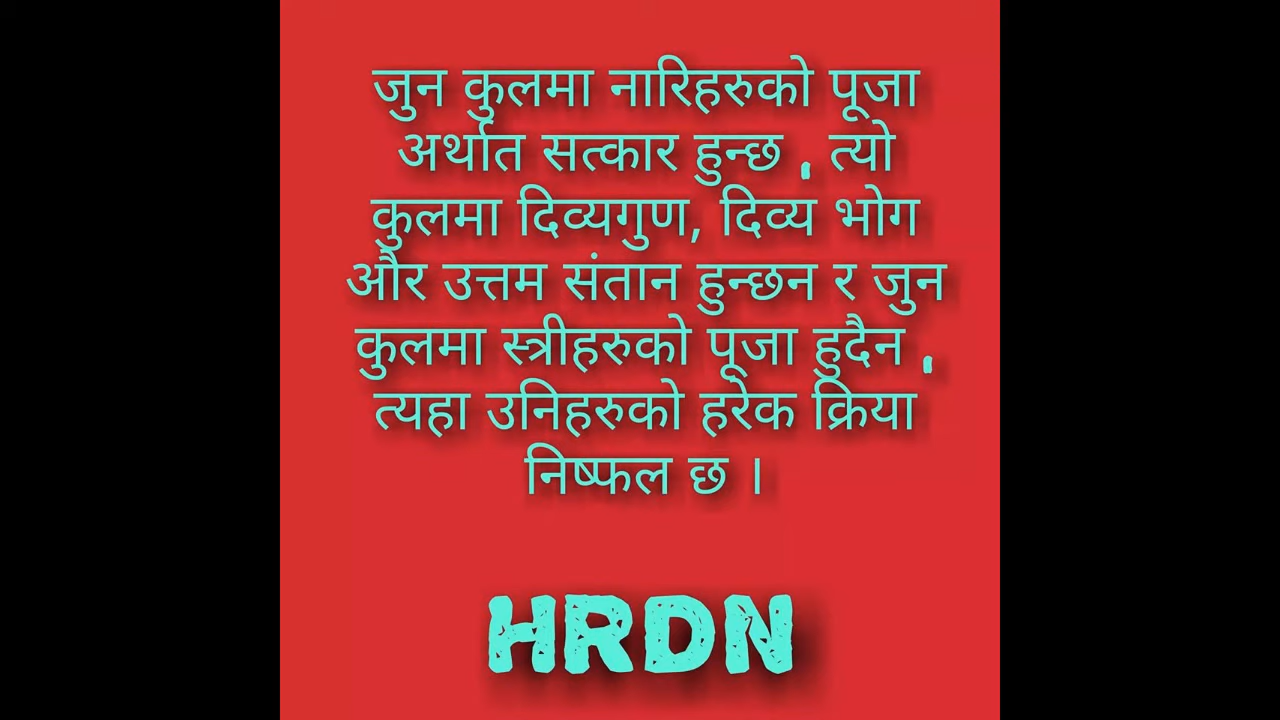 जुन कुलमा नारिहरुको पूजा
अर्थात सत्कार हुन्छ , त्यो
कुलमा दिव्यगुण, दिव्य भोग
और उत्तम संतान हुन्छन र जुन
कुलमा स्त्रीहरुको पूजा हुदैन ,
त्यहा उनिहरुको हरेक क्रिया
निष्फल छ ।
HRDN